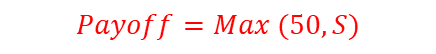 Payoff = Max (50, S)